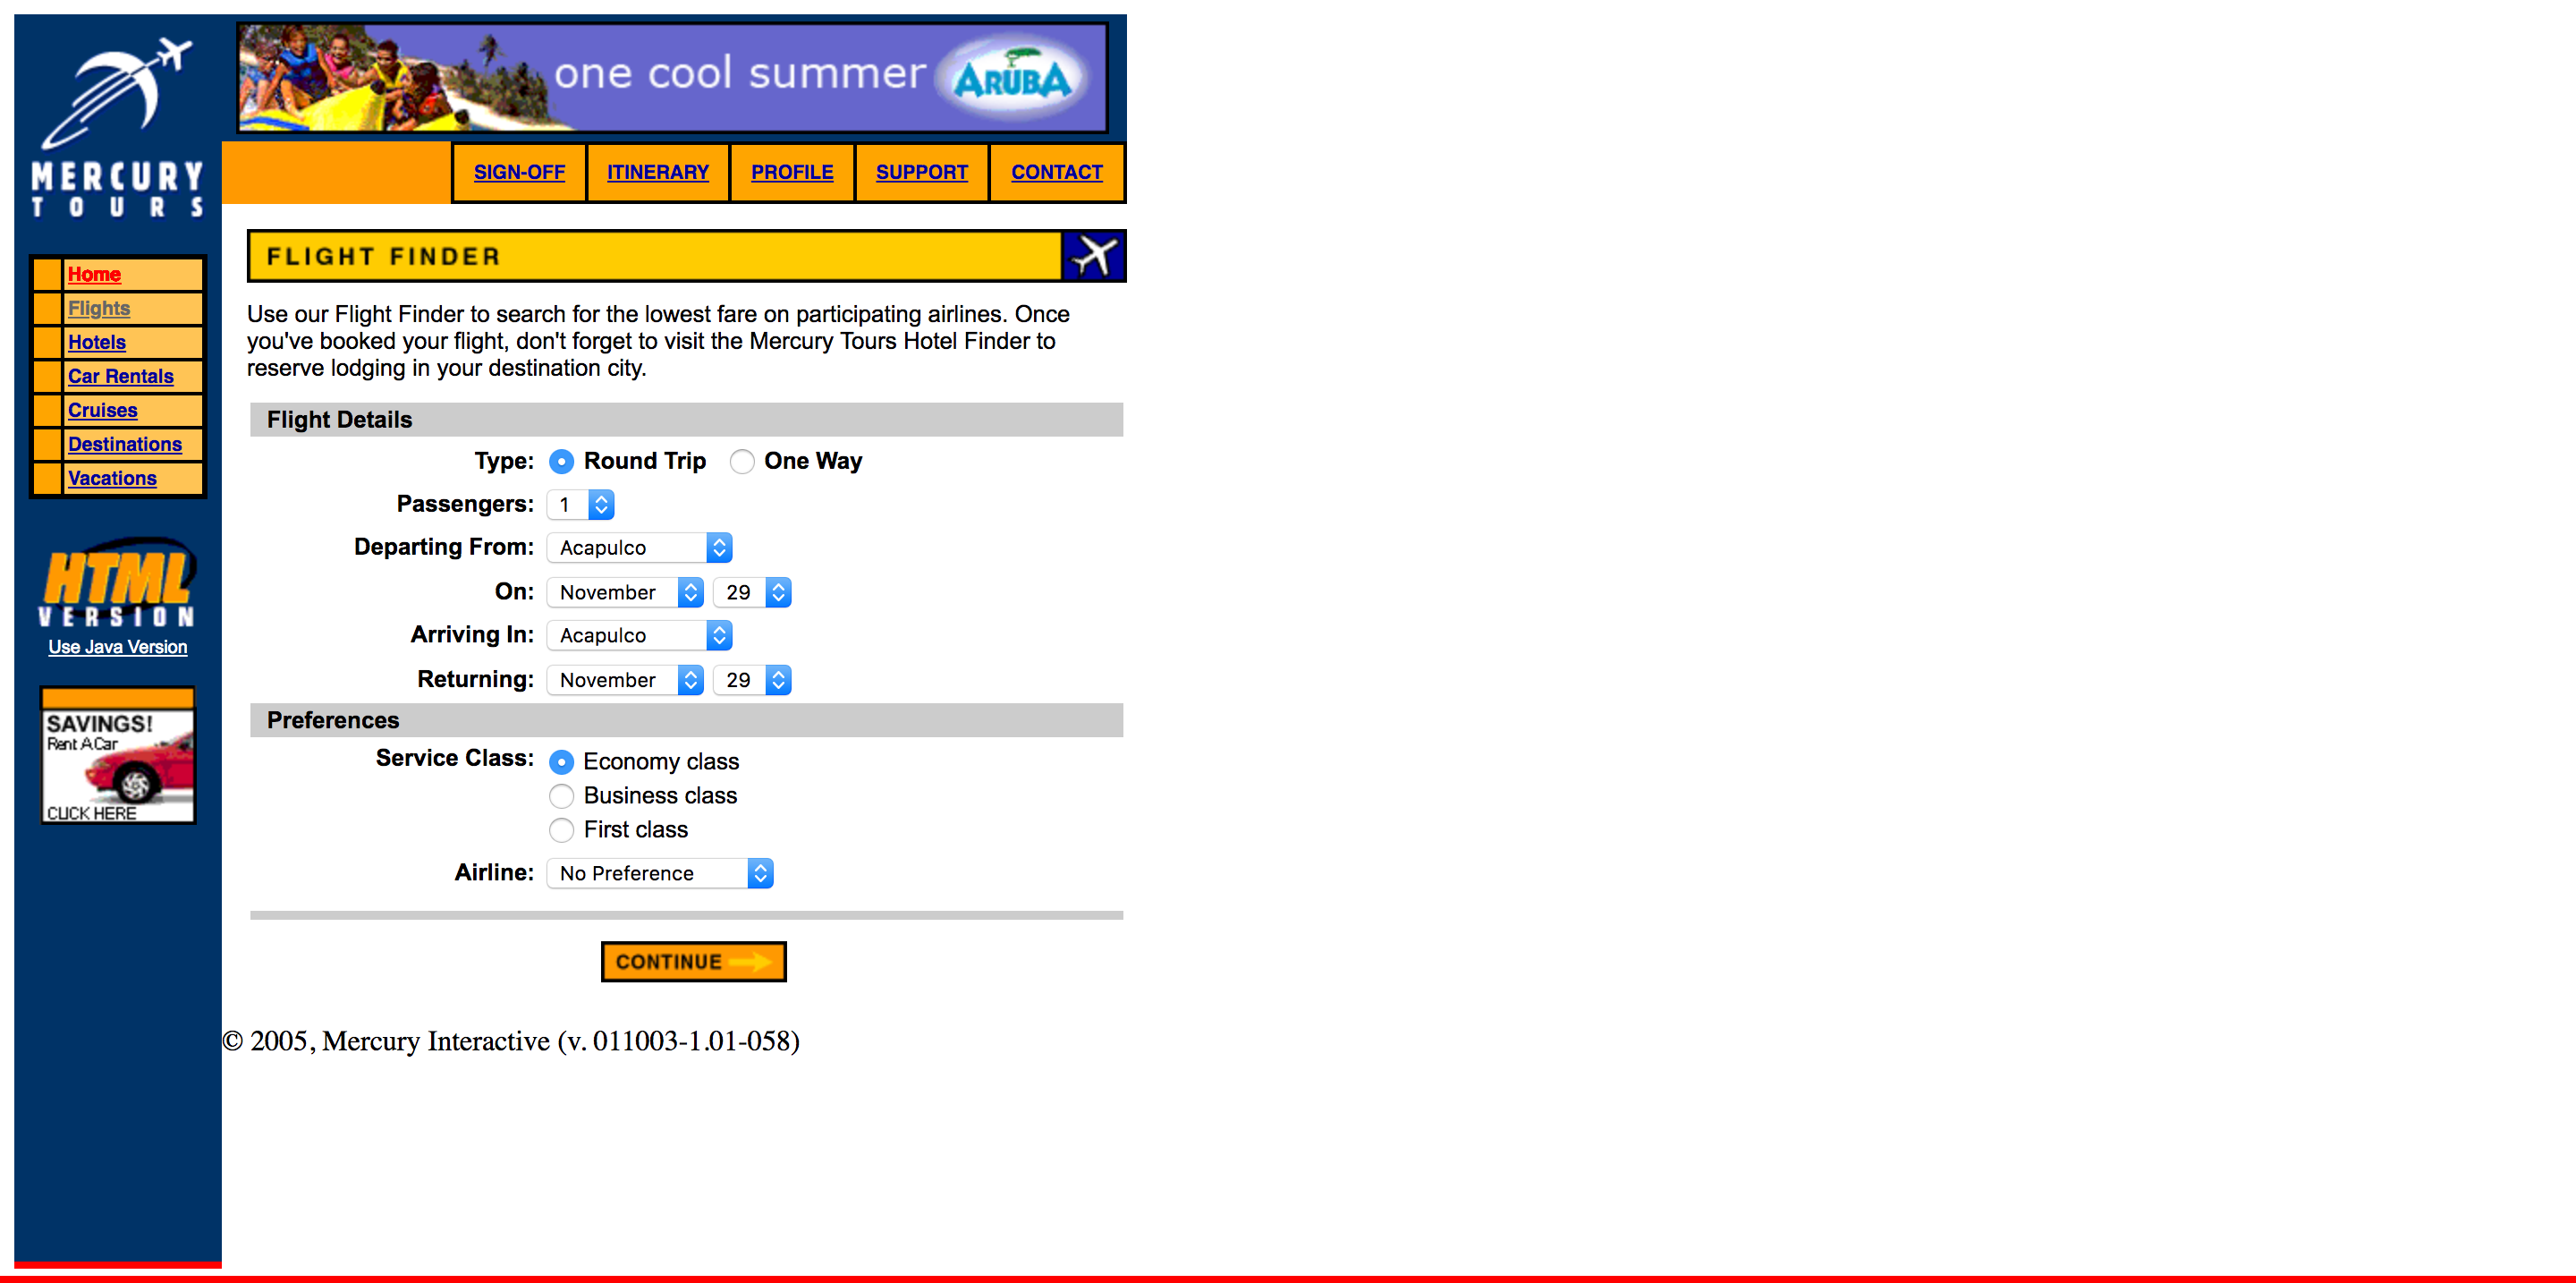 MERCURY
TOURS
one cool summer
ARUBA
SIGN-OFF
ITINERARY
PROFILE
SUPPORT
CONTACT
Home
Flights
Hotels
Car Rentals
Cruises
Destinations
Vacations
HTML
VERSION
Use Java Version
SAVINGS!
Rent A Car
CLICK HERE
FLIGHT FINDER
Use our Flight Finder to search for the lowest fare on participating airlines. Once
you've booked your flight, don't forget to visit the Mercury Tours Hotel Finder to
reserve lodging in your destination city.
Flight Details
Type: Round Trip One Way
Passengers: 1
Departing From: Acapulco
On: November 29
Arriving In: Acapulco
Returning: November 29
Preferences
Service Class: Economy class
Business class
First class
Airline: No Preference
CONTINUE
© 2005, Mercury Interactive (v. 011003-1.01-058)